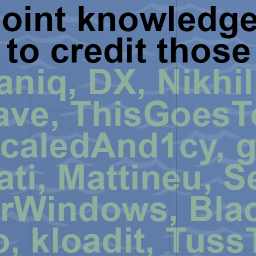 oint knowledge
to credit those
aniq, DX, Nikhil
ave, ThisGoesTo
caledAnd1cy, g
ati, Mattineu, Se
rWindows, Blac
o, kloadit, TussT